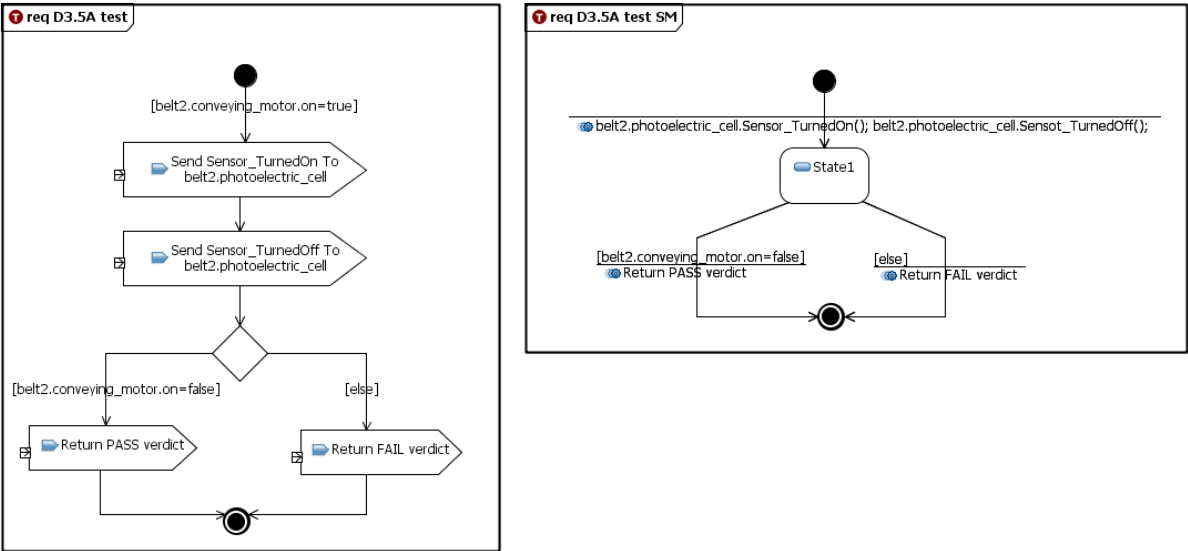 T req D3.5A test
[belt2.conveying_motor.on=true]
Send Sensor_TurnedOn To
belt2.photoelectric_cell
Send Sensor_TurnedOff To
belt2.photoelectric_cell
[belt2.conveying_motor.on=false]
[else]
Return PASS verdict
Return FAIL verdict
T req D3.5A test SM
belt2.photoelectric_cell.Sensor_TurnedOn(); belt2.photoelectric_cell.Sensot_TurnedOff();
State1
[belt2.conveying_motor.on=false]
Return PASS verdict
[else]
Return FAIL verdict